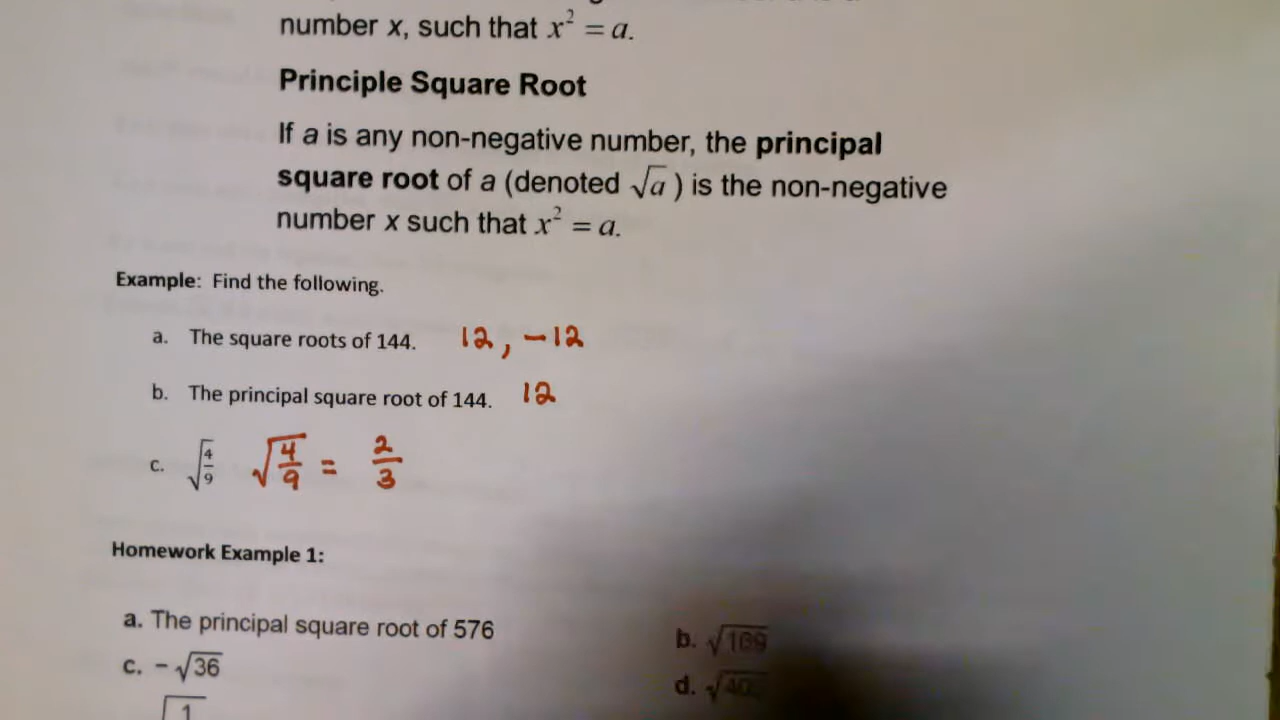 number x, such that x² = a.
Principle Square Root
If a is any non-negative number, the principal
square root of a (denoted √a ) is the non-negative
number x such that x² = a.
Example: Find the following.
a. The square roots of 144. 12, -12
b. The principal square root of 144. 12
c. √4/9 √4/9 = 2/3
Homework Example 1:
a. The principal square root of 576 b. √169
c. -√36 d.
√1